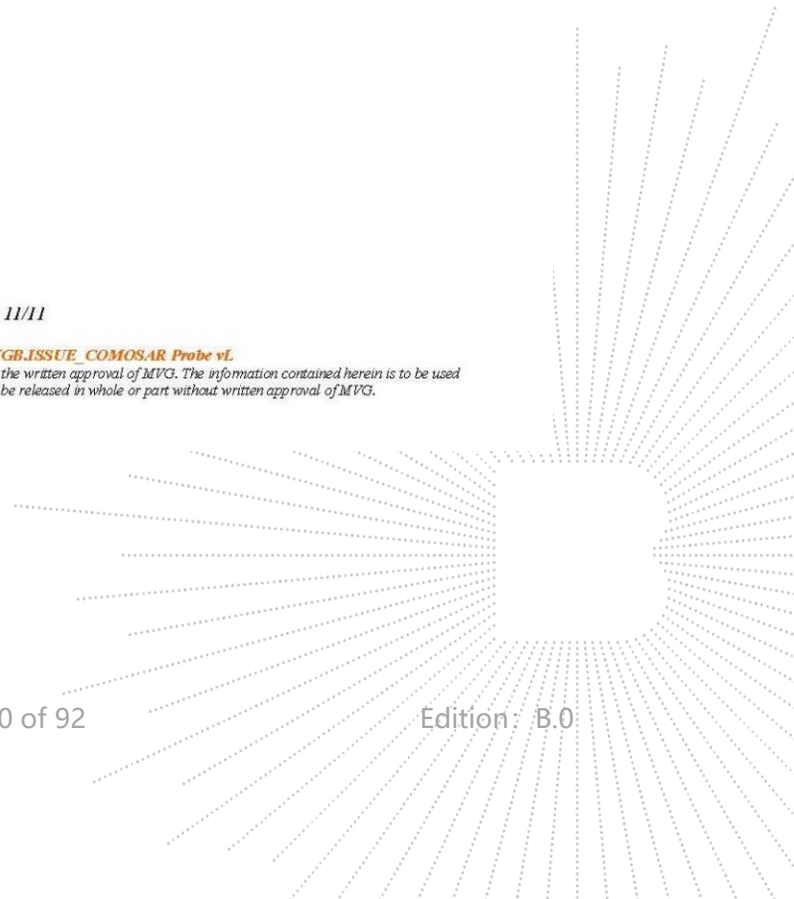 11/11
GB.ISSUE_COMOSAR Probe vL
the written approval of MVG. The information contained herein is to be used
be released in whole or part without written approval of MVG.
0 of 92
Edition: B.0